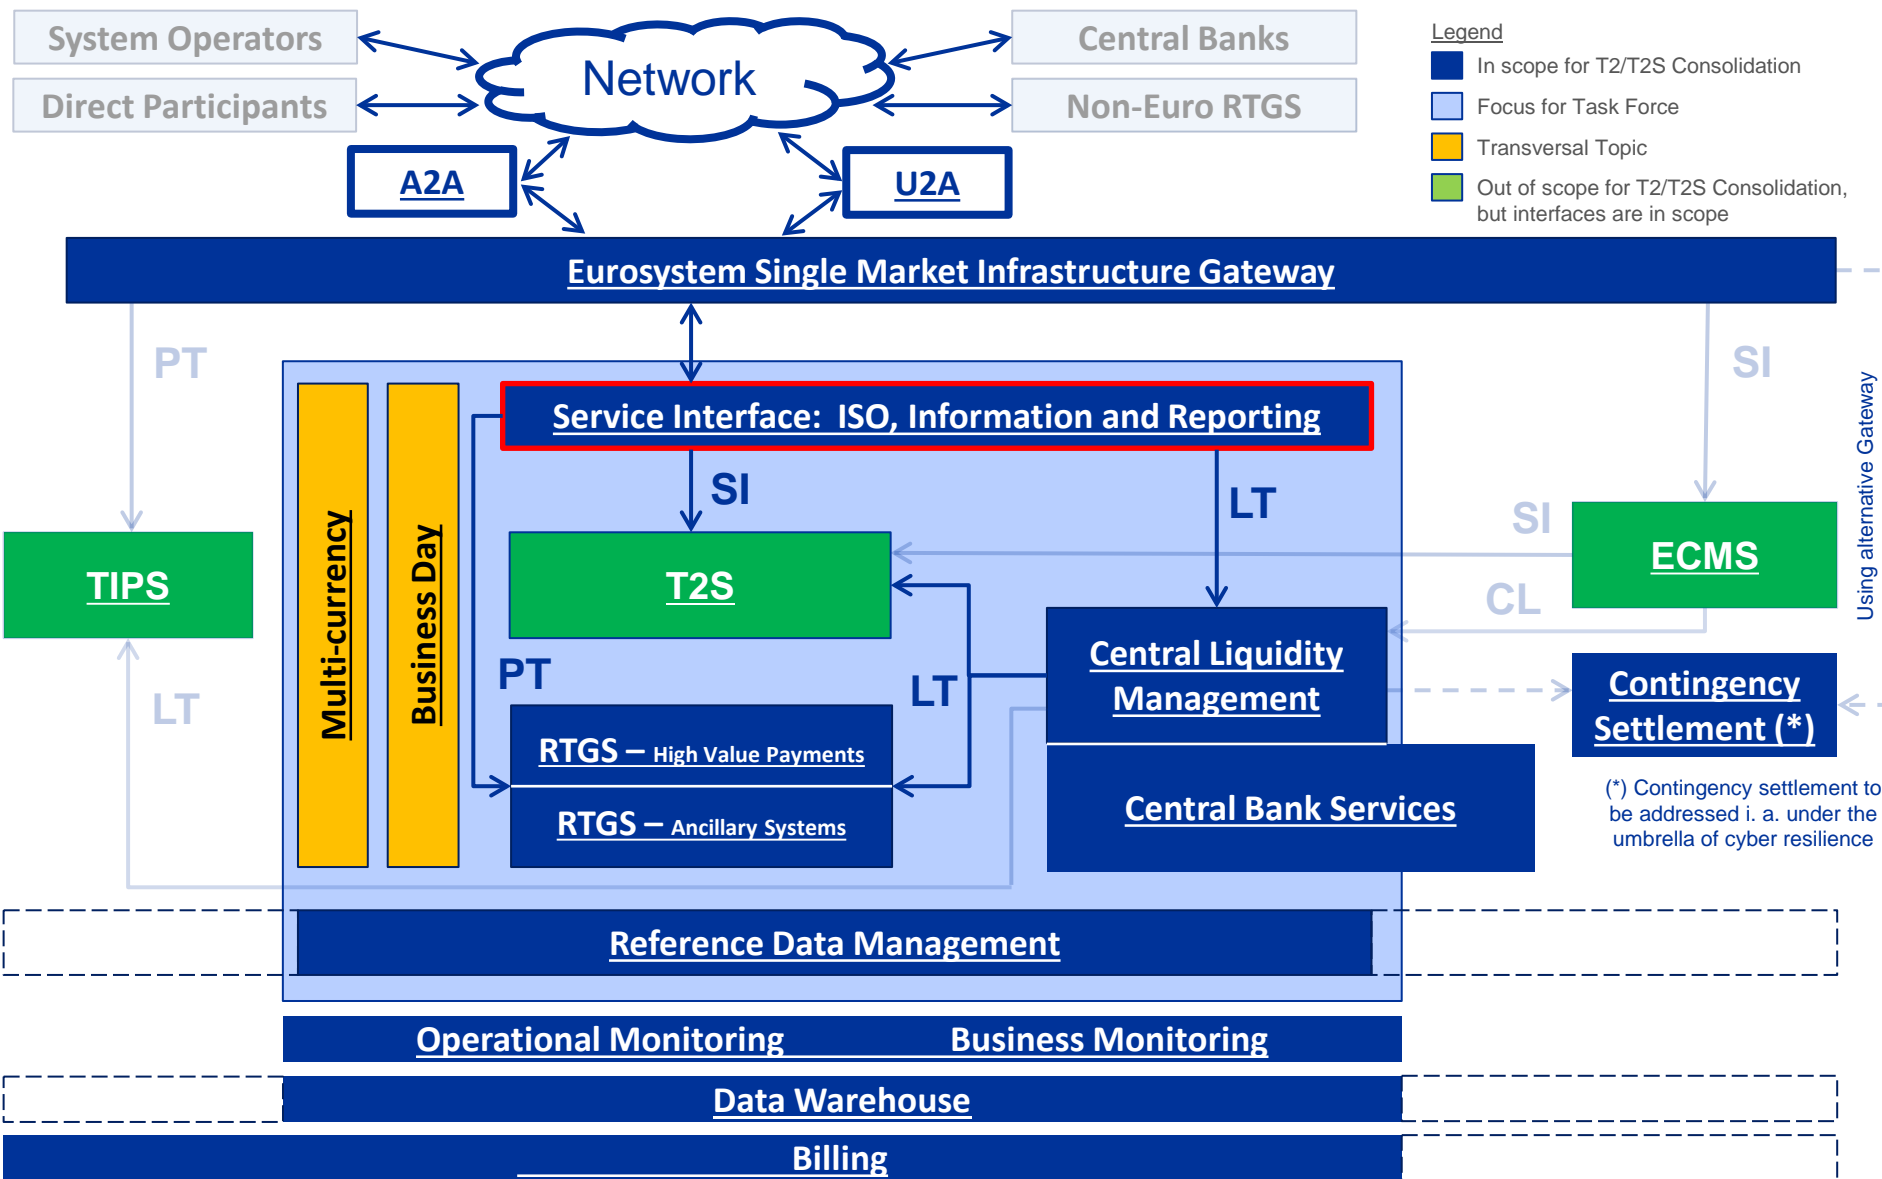 System Operators
Direct Participants
Network
Central Banks
Non-Euro RTGS
Legend
In scope for T2/T2S Consolidation
Focus for Task Force
Transversal Topic
Out of scope for T2/T2S Consolidation,
but interfaces are in scope
A2A
U2A
Eurosystem Single Market Infrastructure Gateway
PT
SI
Using alternative Gateway
Service Interface: ISO, Information and Reporting
SI
LT
SI
Multi-currency
Business Day
TIPS
T2S
ECMS
CL
PT
LT
LT
Central Liquidity
Management
Contingency
Settlement (*)
RTGS – High Value Payments
RTGS – Ancillary Systems
Central Bank Services
(*) Contingency settlement to
be addressed i. a. under the
umbrella of cyber resilience
Reference Data Management
Operational Monitoring Business Monitoring
Data Warehouse
Billing